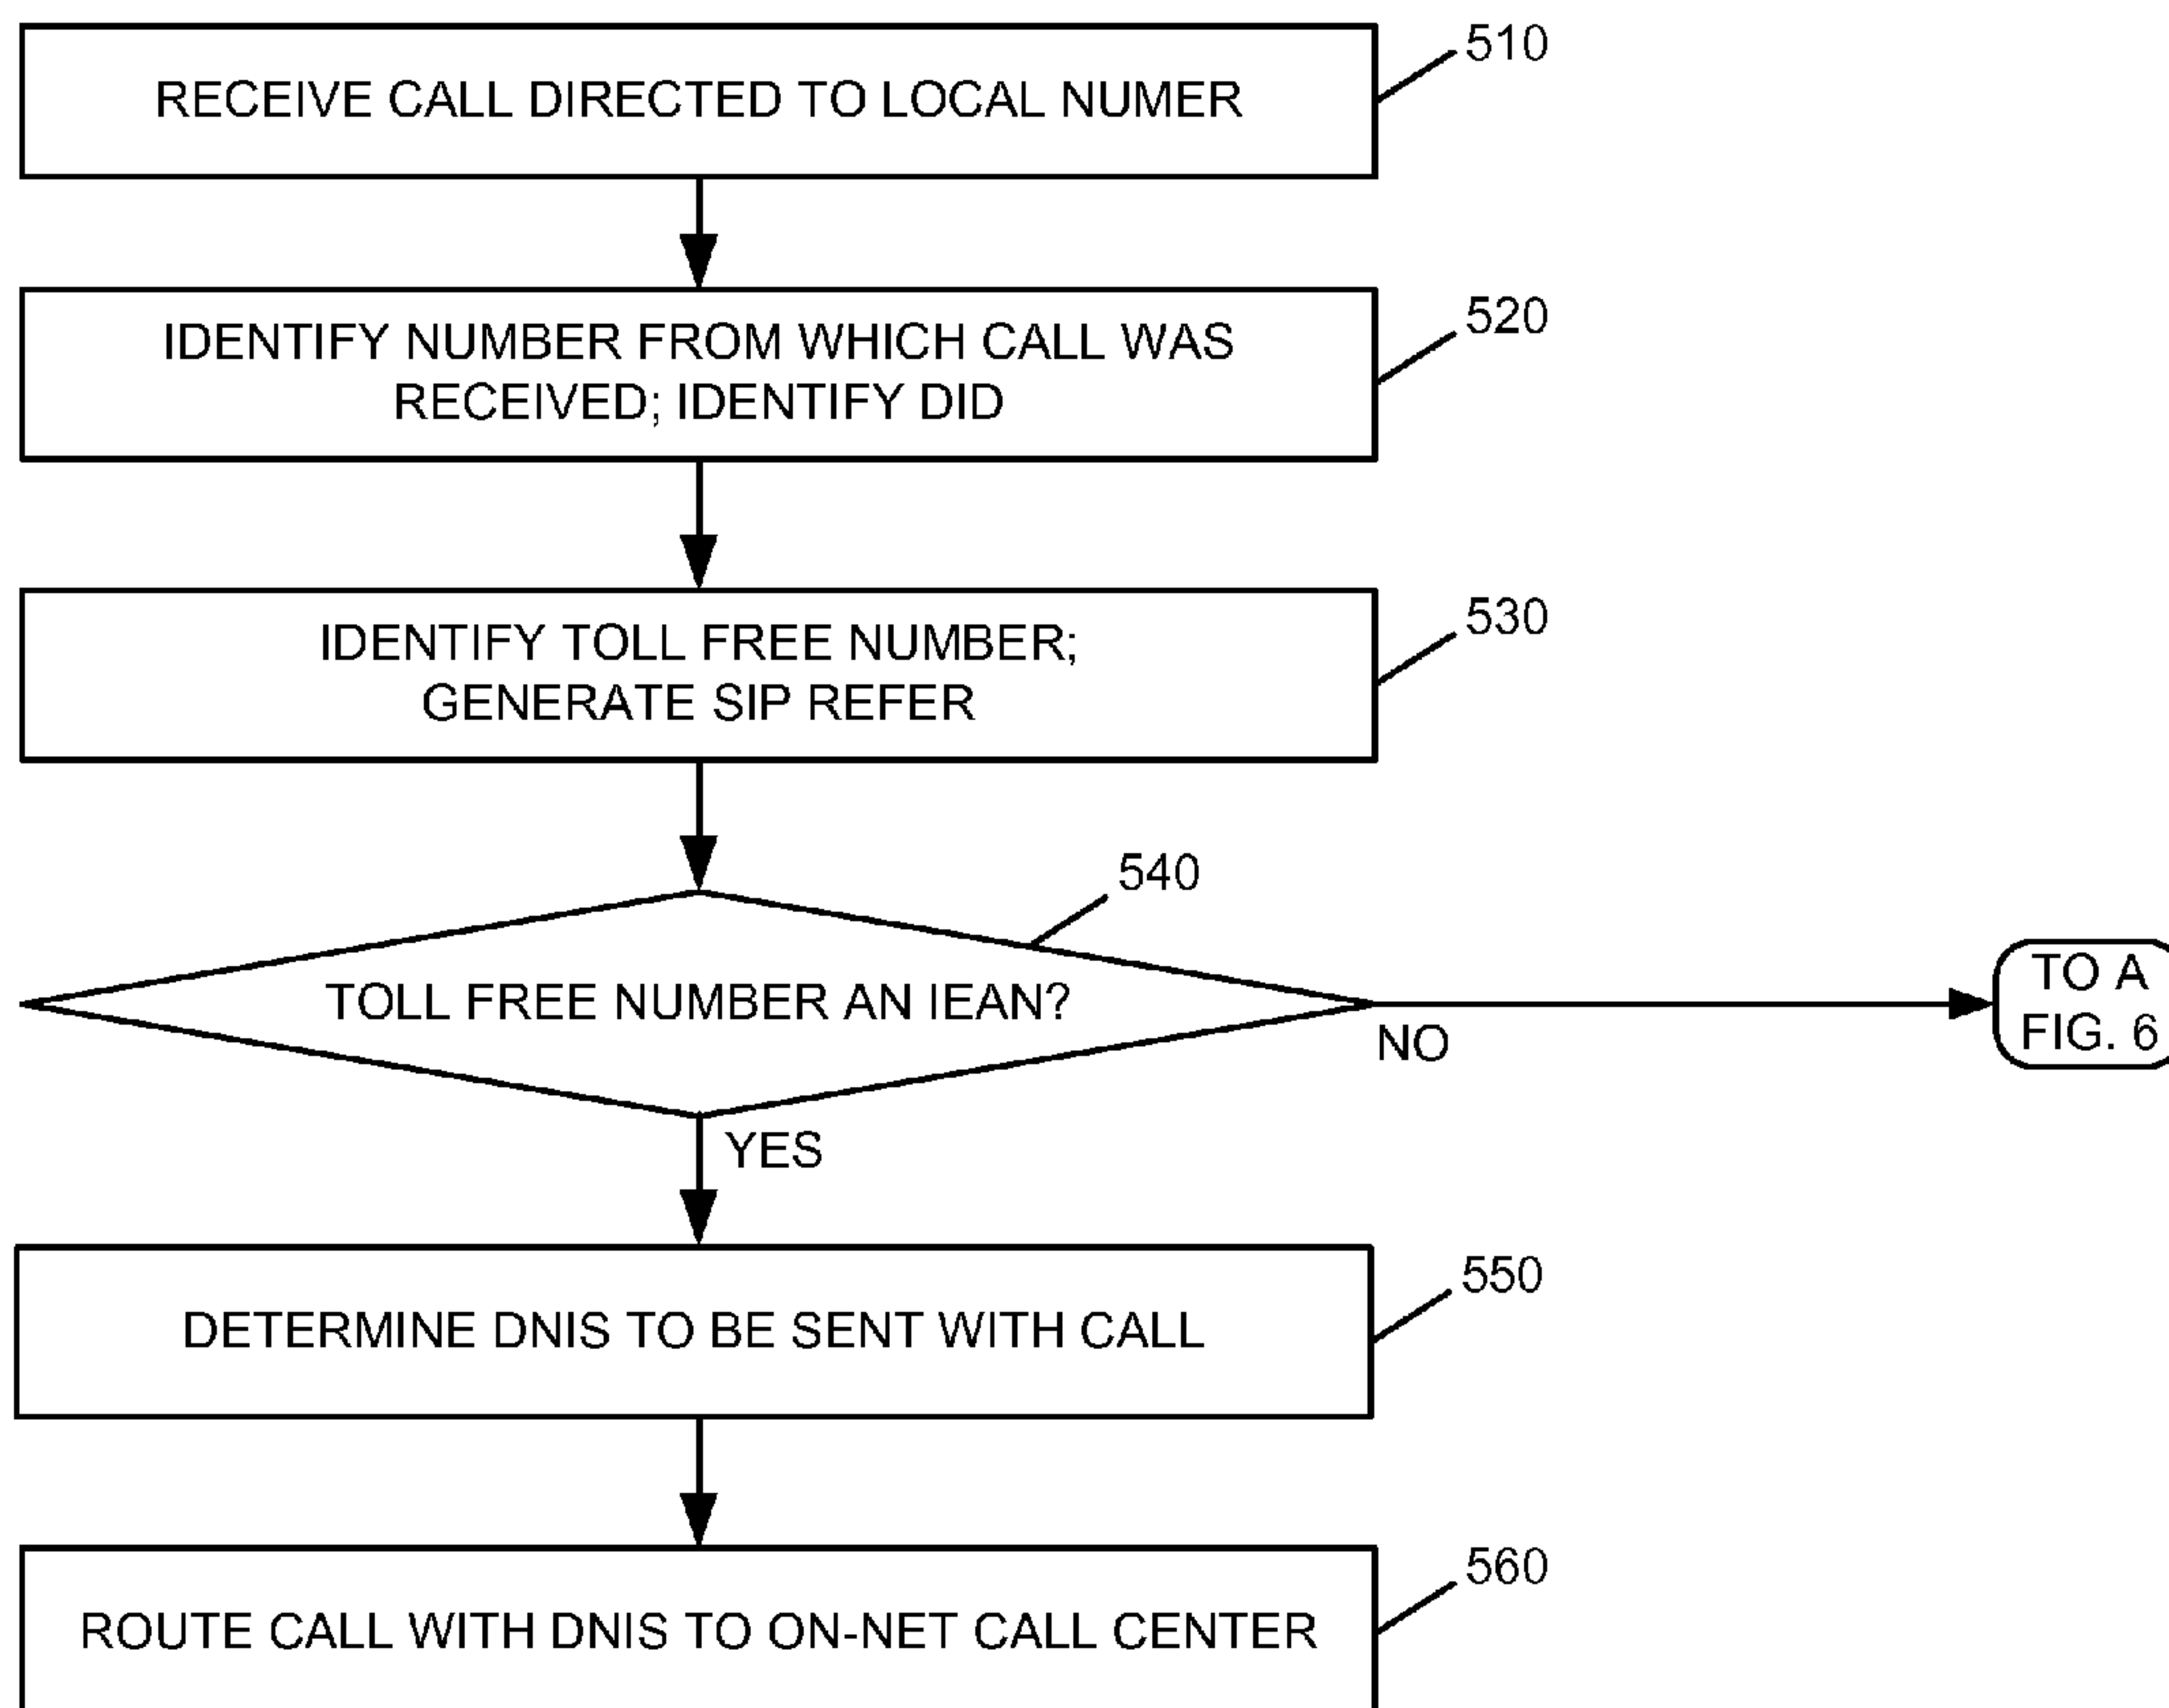 510
RECEIVE CALL DIRECTED TO LOCAL NUMER
520
IDENTIFY NUMBER FROM WHICH CALL WAS
RECEIVED; IDENTIFY DID
530
IDENTIFY TOLL FREE NUMBER;
GENERATE SIP REFER
540
TOLL FREE NUMBER AN IEAN?
NO
TO A
FIG. 6
YES
550
DETERMINE DNIS TO BE SENT WITH CALL
560
ROUTE CALL WITH DNIS TO ON-NET CALL CENTER